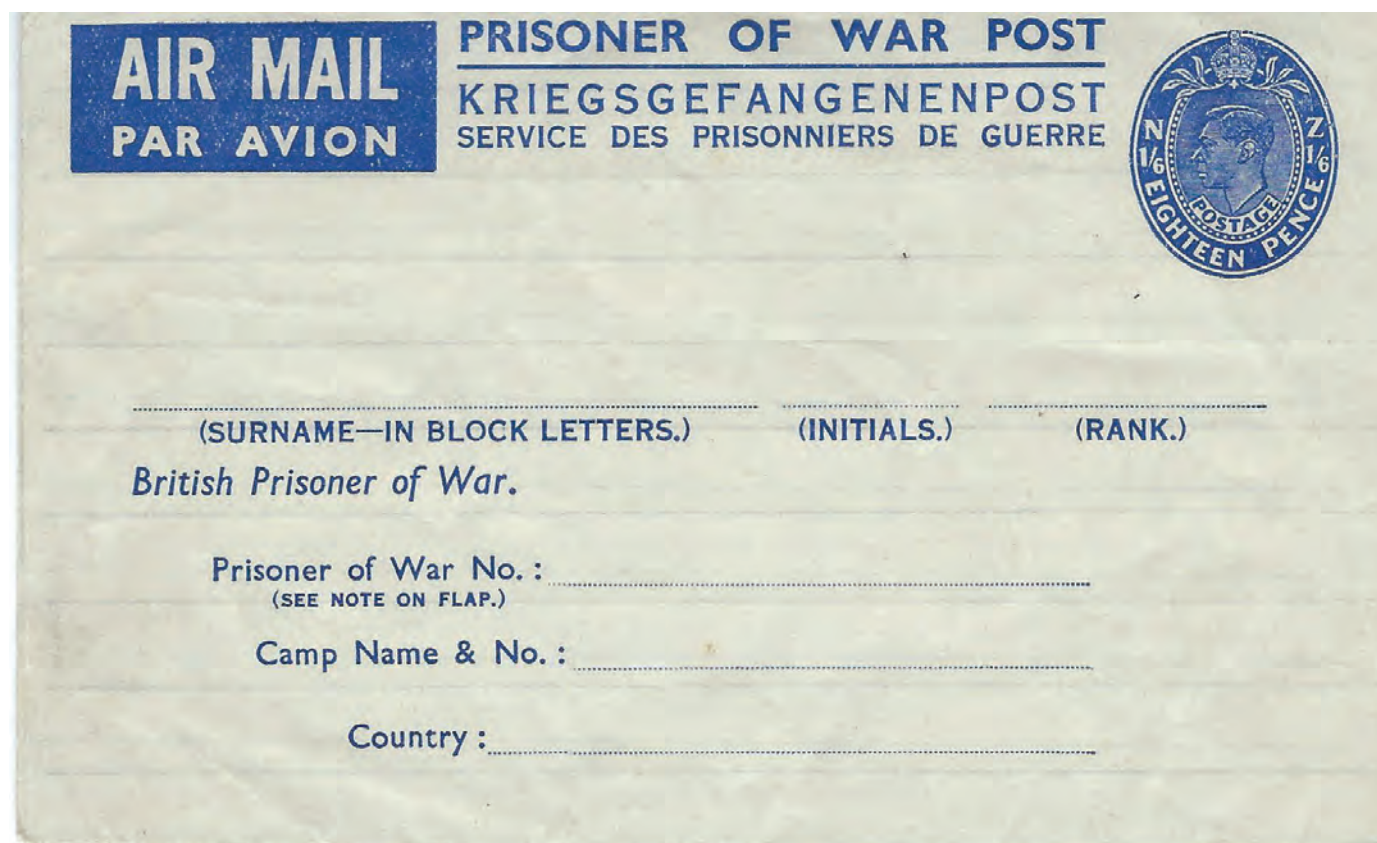 AIR MAIL
PAR AVION
PRISONER OF WAR POST
KRIEGSGEFANGENENPOST
SERVICE DES PRISONNIERS DE GUERRE
N Z
1/6 1/6
POSTAGE
EIGHTEEN PENCE
(SURNAME—IN BLOCK LETTERS.) (INITIALS.) (RANK.)
British Prisoner of War.
Prisoner of War No. :
(SEE NOTE ON FLAP.)
Camp Name & No. :
Country :